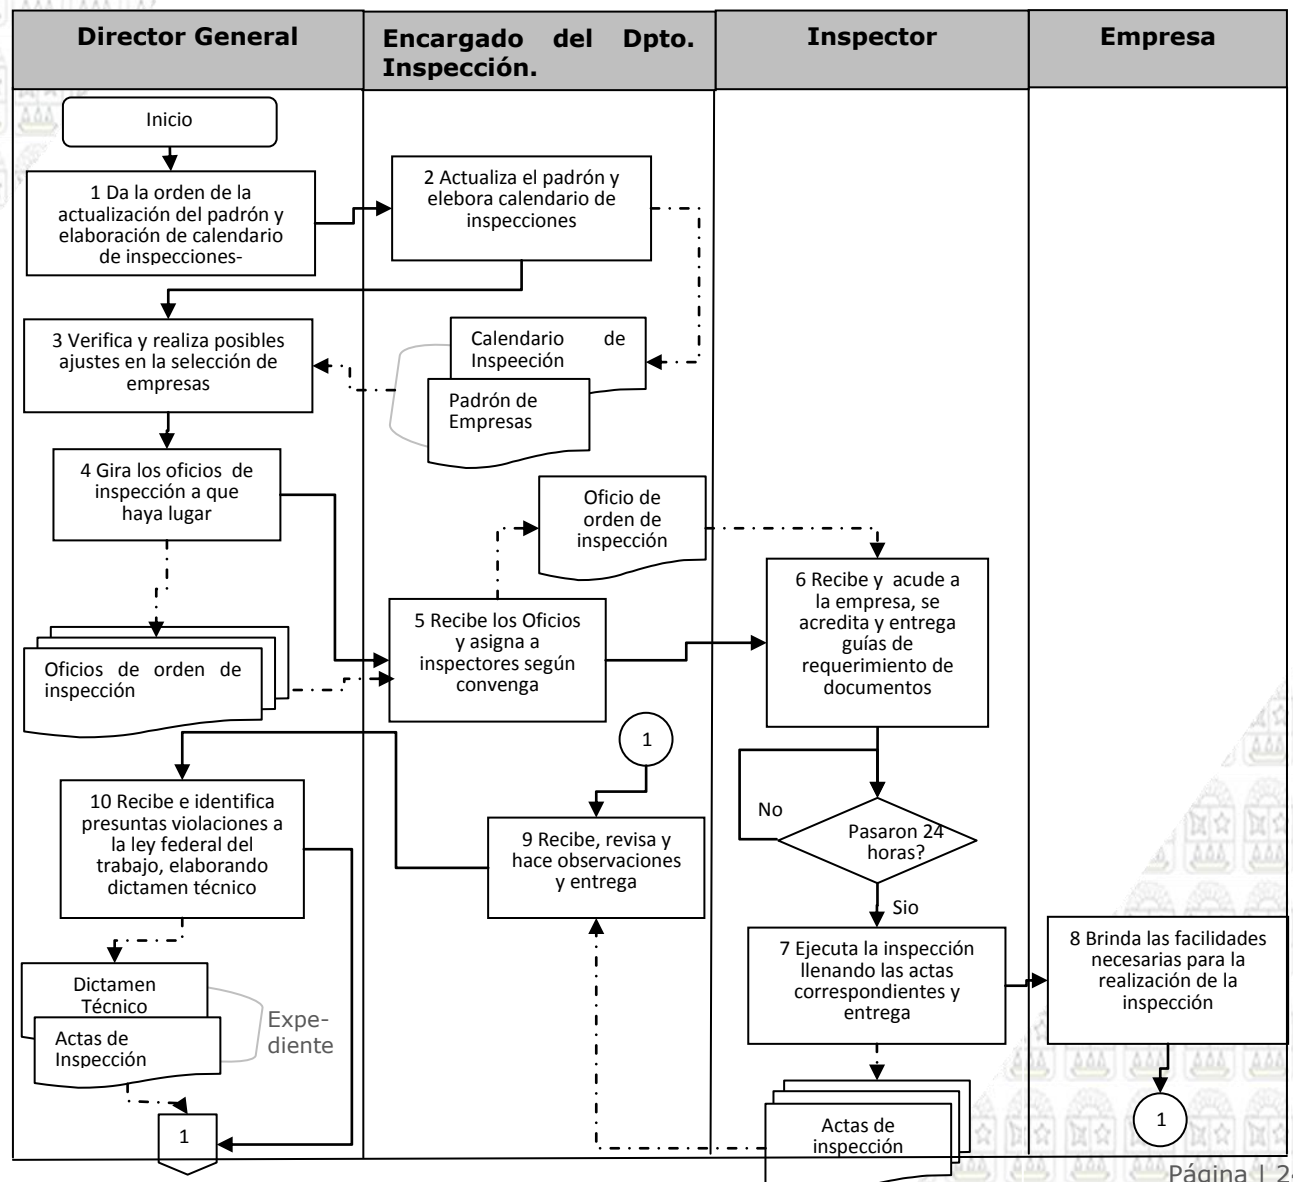 Director General
Encargado del Dpto.
Inspección.
Inspector
Empresa
Inicio
1 Da la orden de la
actualización del padrón y
elaboración de calendario
de inspecciones-
2 Actualiza el padrón y
elebora calendario de
inspecciones
3 Verifica y realiza posibles
ajustes en la selección de
empresas
Calendario de
Inspeeción
Padrón de
Empresas
4 Gira los oficios de
inspección a que
haya lugar
Oficio de
orden de
inspección
Oficios de orden de
inspección
5 Recibe los Oficios
y asigna a
inspectores según
convenga
6 Recibe y acude a
la empresa, se
acredita y entrega
guías de
requerimiento de
documentos
1
No
Pasaron 24
horas?
Sio
10 Recibe e identifica
presuntas violaciones a
la ley federal del
trabajo, elaborando
dictamen técnico
9 Recibe, revisa y
hace observaciones
y entrega
7 Ejecuta la inspección
llenando las actas
correspondientes y
entrega
8 Brinda las facilidades
necesarias para la
realización de la
inspección
Dictamen
Técnico
Actas de
Inspección
Expe-
diente
1
Actas de
inspección
1
Página | 2